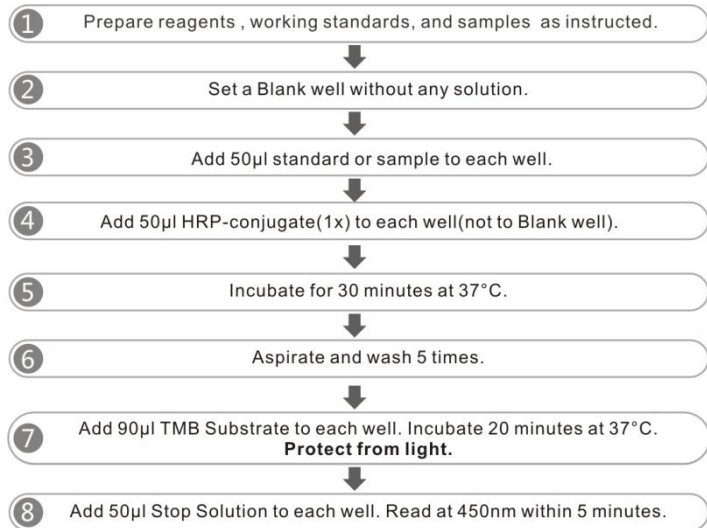 1 Prepare reagents , working standards, and samples as instructed.
2 Set a Blank well without any solution.
3 Add 50µl standard or sample to each well.
4 Add 50µl HRP-conjugate(1x) to each well(not to Blank well).
5 Incubate for 30 minutes at 37°C.
6 Aspirate and wash 5 times.
7 Add 90µl TMB Substrate to each well. Incubate 20 minutes at 37°C.
Protect from light.
8 Add 50µl Stop Solution to each well. Read at 450nm within 5 minutes.